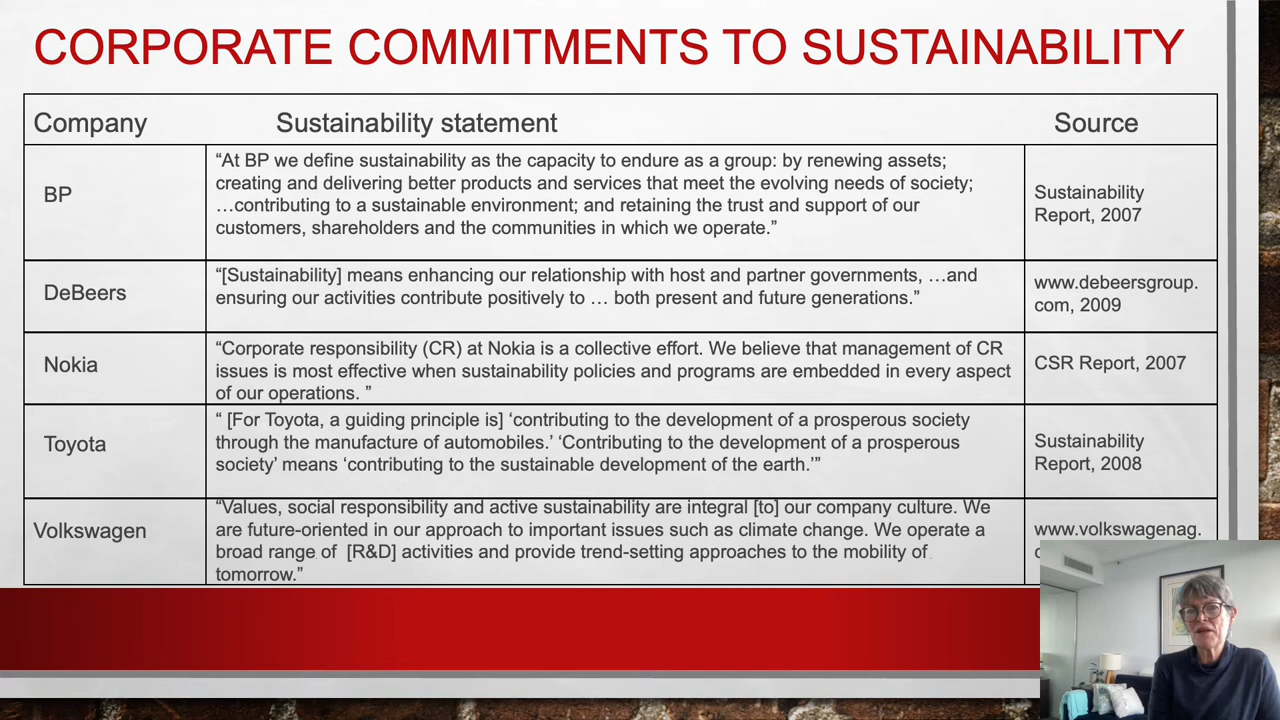 CORPORATE COMMITMENTS TO SUSTAINABILITY
Company Sustainability statement Source
BP
“At BP we define sustainability as the capacity to endure as a group: by renewing assets;
creating and delivering better products and services that meet the evolving needs of society;
…contributing to a sustainable environment; and retaining the trust and support of our
customers, shareholders and the communities in which we operate.”
Sustainability
Report, 2007
DeBeers
“[Sustainability] means enhancing our relationship with host and partner governments, …and
ensuring our activities contribute positively to … both present and future generations.”
www.debeersgroup.
com, 2009
Nokia
“Corporate responsibility (CR) at Nokia is a collective effort. We believe that management of CR
issues is most effective when sustainability policies and programs are embedded in every aspect
of our operations. ”
CSR Report, 2007
Toyota
“ [For Toyota, a guiding principle is] ‘contributing to the development of a prosperous society
through the manufacture of automobiles.’ ‘Contributing to the development of a prosperous
society’ means ‘contributing to the sustainable development of the earth.’”
Sustainability
Report, 2008
Volkswagen
“Values, social responsibility and active sustainability are integral [to] our company culture. We
are future-oriented in our approach to important issues such as climate change. We operate a
broad range of [R&D] activities and provide trend-setting approaches to the mobility of
tomorrow.”
www.volkswagenag.